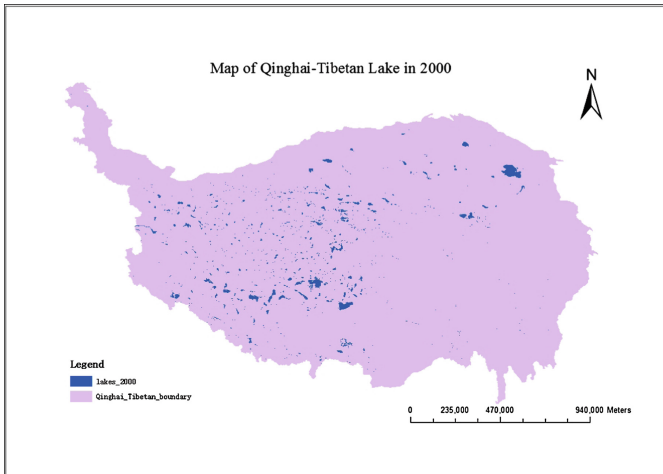 Map of Qinghai-Tibetan Lake in 2000
N
Legend
lakes_2000
Qinghai_Tibetan_boundary
0 235,000 470,000 940,000 Meters